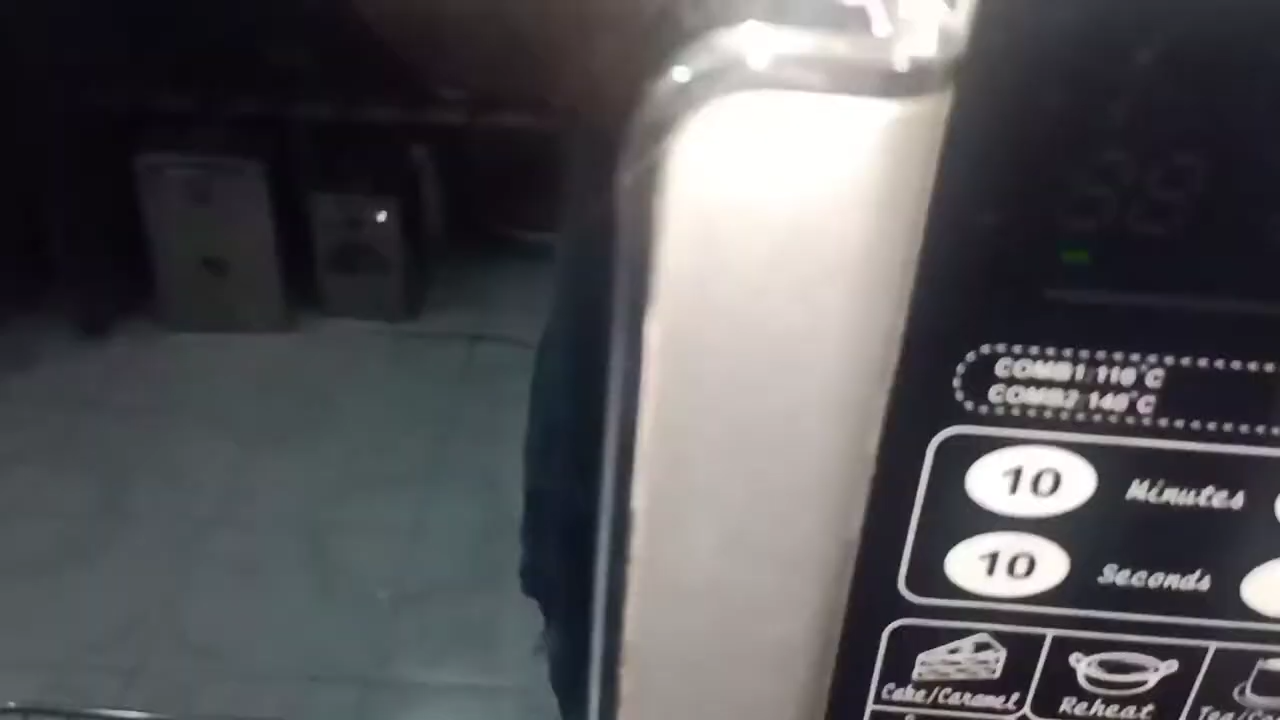 COMB1:110°C
COMB2:140°C
10 Minutes
10 Seconds
Cake/Caramel
Reheat